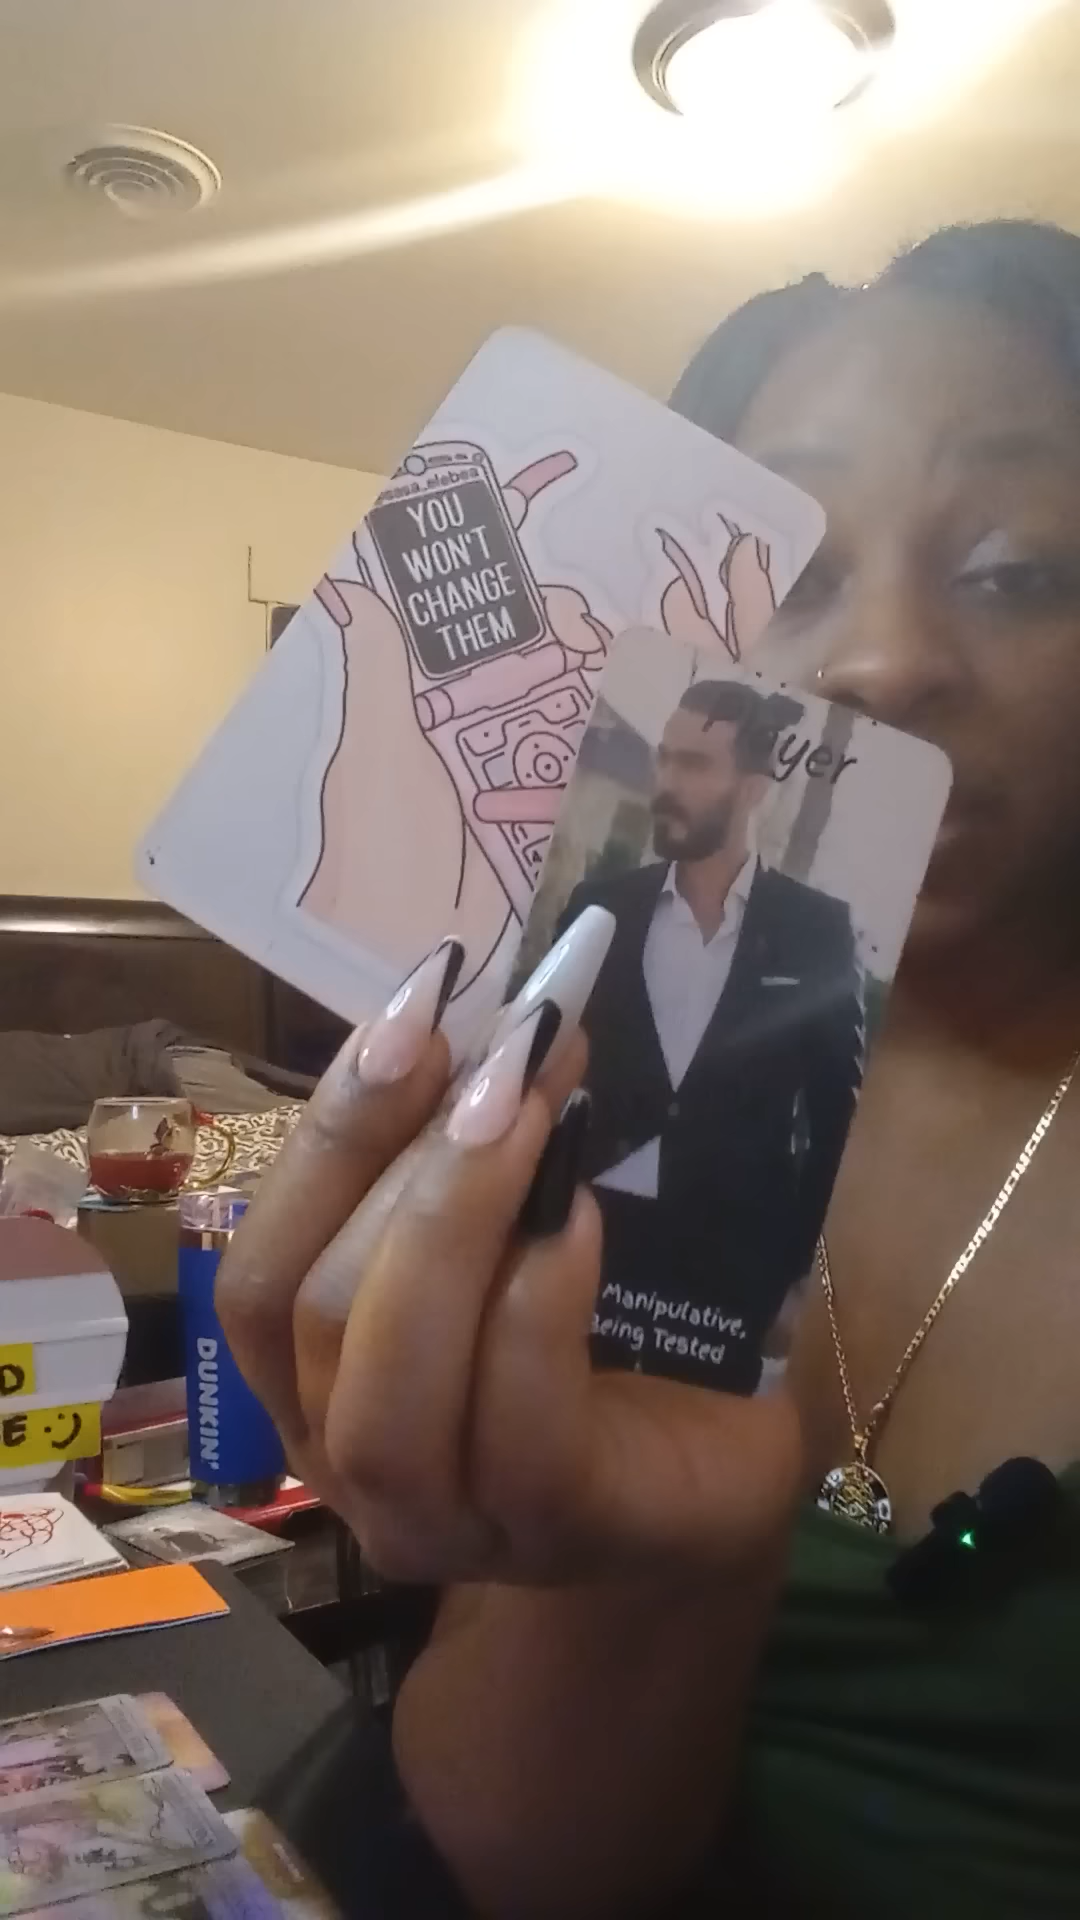 YOU
WON'T
CHANGE
THEM
Manipulative,
Being Tested
DUNKIN'
D
E :)